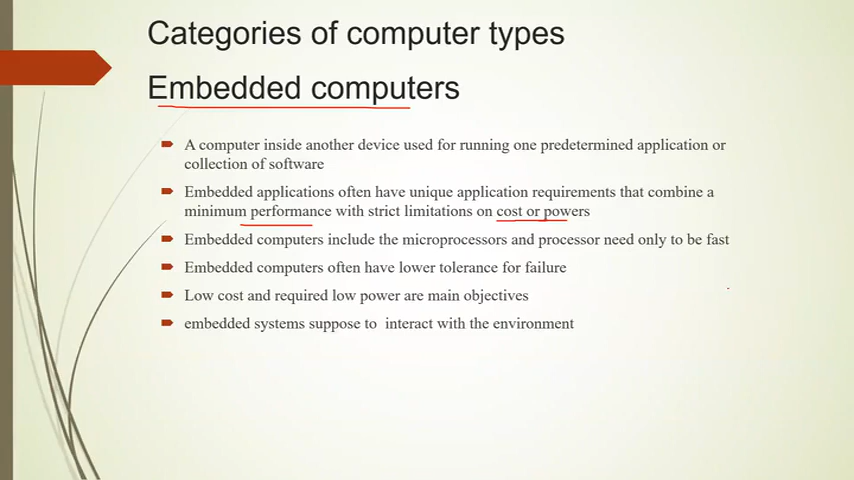 Categories of computer types
Embedded computers
A computer inside another device used for running one predetermined application or
collection of software
Embedded applications often have unique application requirements that combine a
minimum performance with strict limitations on cost or powers
Embedded computers include the microprocessors and processor need only to be fast
Embedded computers often have lower tolerance for failure
Low cost and required low power are main objectives
embedded systems suppose to  interact with the environment